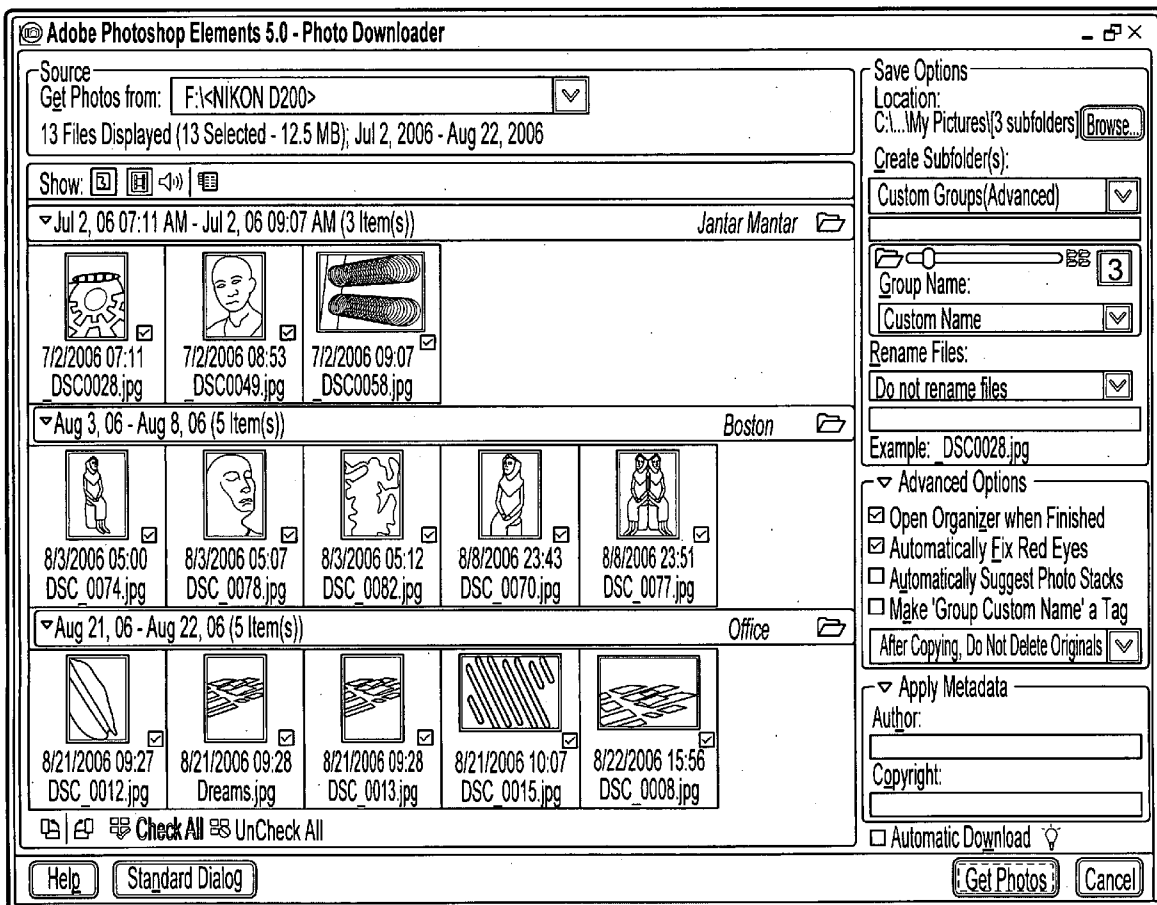 Adobe Photoshop Elements 5.0 - Photo Downloader
Source
Get Photos from: F:\<NIKON D200>
13 Files Displayed (13 Selected - 12.5 MB); Jul 2, 2006 - Aug 22, 2006
Show:
Jul 2, 06 07:11 AM - Jul 2, 06 09:07 AM (3 Item(s)) Jantar Mantar
7/2/2006 07:11 7/2/2006 08:53 7/2/2006 09:07
_DSC0028.jpg _DSC0049.jpg _DSC0058.jpg
Aug 3, 06 - Aug 8, 06 (5 Item(s)) Boston
8/3/2006 05:00 8/3/2006 05:07 8/3/2006 05:12 8/8/2006 23:43 8/8/2006 23:51
DSC_0074.jpg DSC_0078.jpg DSC_0082.jpg DSC_0070.jpg DSC_0077.jpg
Aug 21, 06 - Aug 22, 06 (5 Item(s)) Office
8/21/2006 09:27 8/21/2006 09:28 8/21/2006 09:28 8/21/2006 10:07 8/22/2006 15:56
DSC_0012.jpg Dreams.jpg DSC_0013.jpg DSC_0015.jpg DSC_0008.jpg
Check All UnCheck All
Save Options
Location:
C:\...\My Pictures\[3 subfolders] Browse...
Create Subfolder(s):
Custom Groups(Advanced)
3
Group Name:
Custom Name
Rename Files:
Do not rename files
Example: _DSC0028.jpg
Advanced Options
Open Organizer when Finished
Automatically Fix Red Eyes
Automatically Suggest Photo Stacks
Make 'Group Custom Name' a Tag
After Copying, Do Not Delete Originals
Apply Metadata
Author:
Copyright:
Automatic Download
Help Standard Dialog Get Photos Cancel